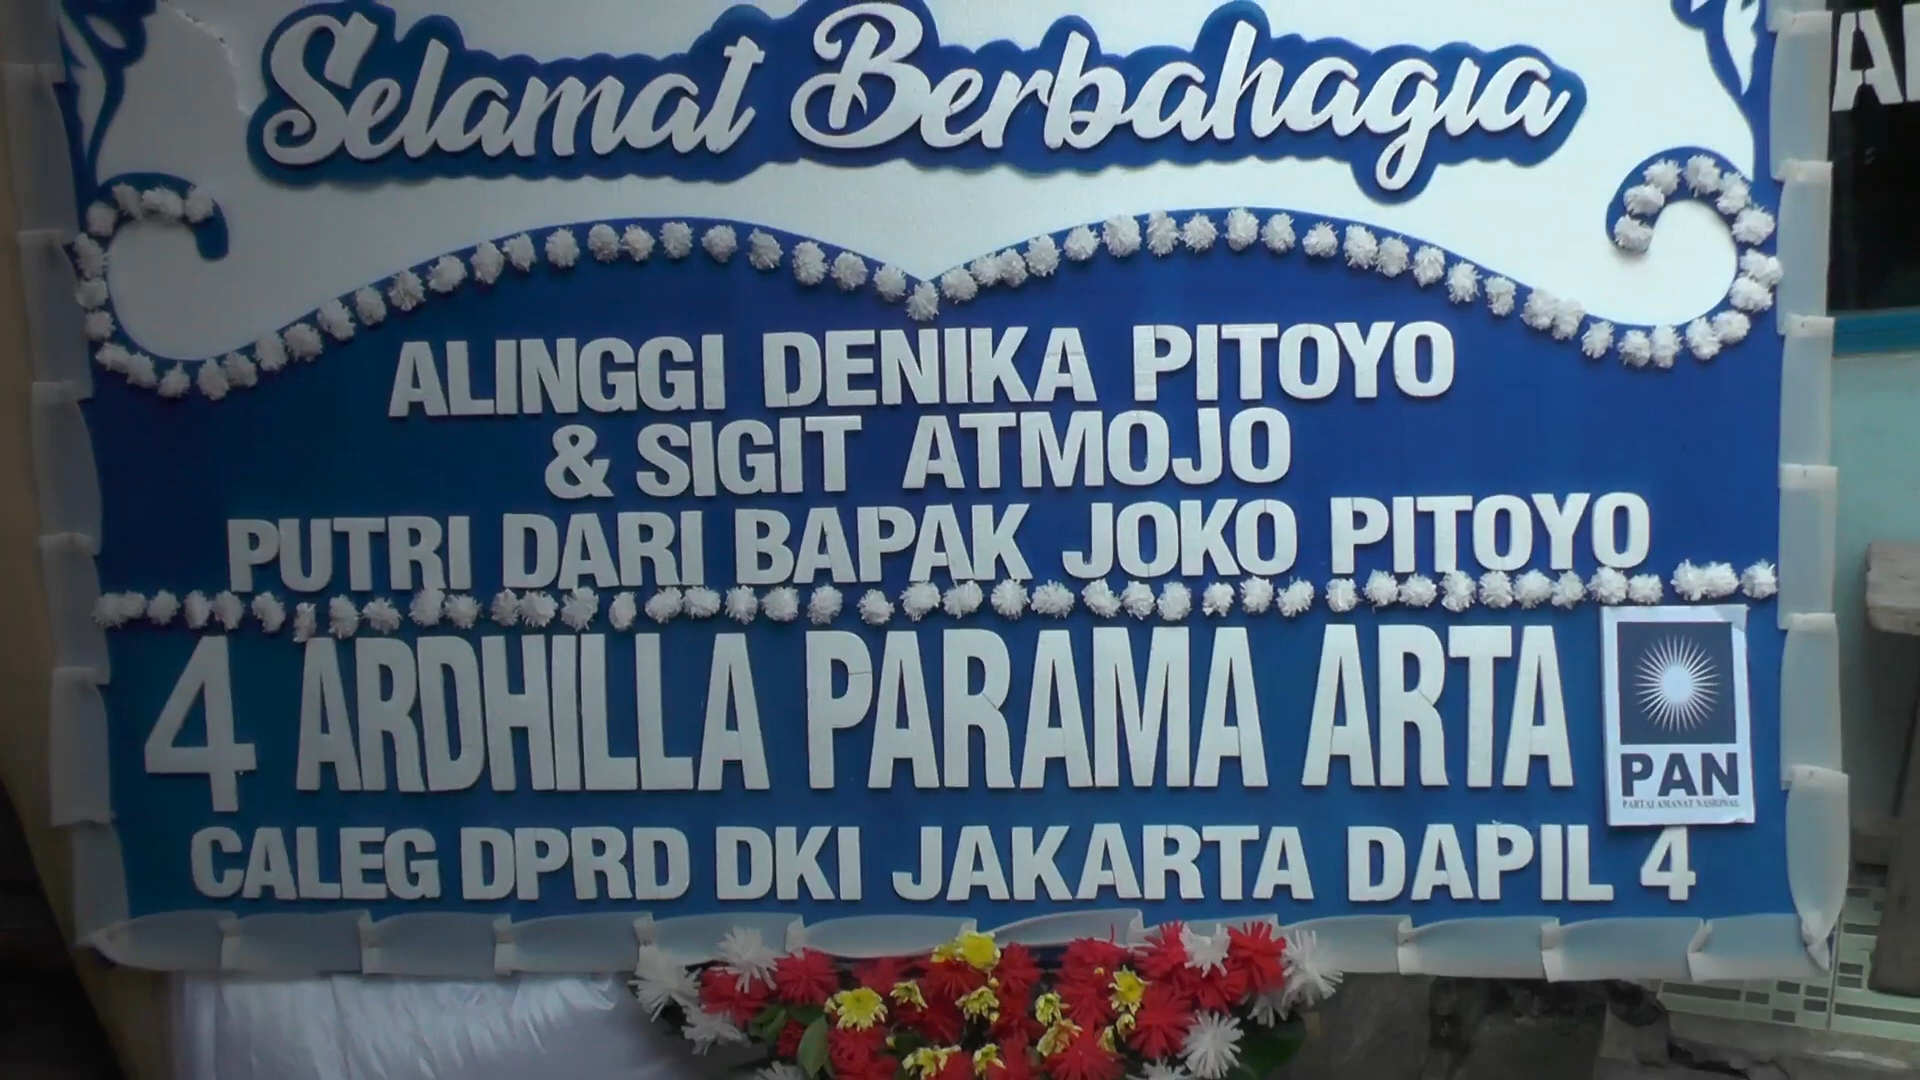 Selamat Berbahagia
ALINGGI DENIKA PITOYO
& SIGIT ATMOJO
PUTRI DARI BAPAK JOKO PITOYO
4 ARDHILLA PARAMA ARTA
PAN
PARTAI AMANAT NASIONAL
CALEG DPRD DKI JAKARTA DAPIL 4